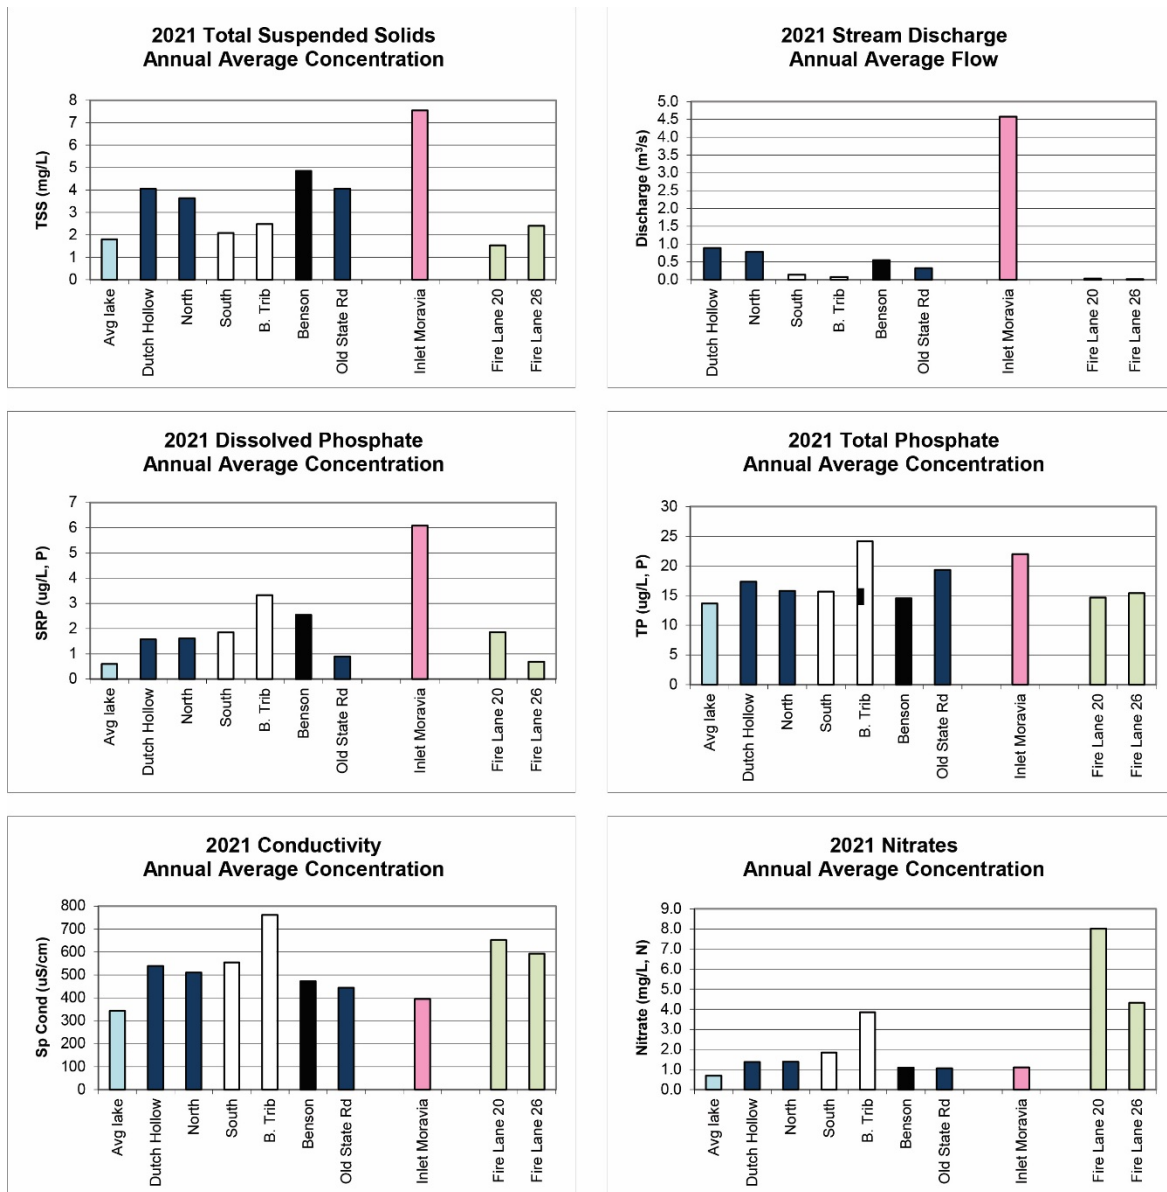 2021 Total Suspended Solids
Annual Average Concentration
TSS (mg/L)
8
7
6
5
4
3
2
1
0
Avg lake
Dutch Hollow
North
South
B. Trib
Benson
Old State Rd
Inlet Moravia
Fire Lane 20
Fire Lane 26
2021 Stream Discharge
Annual Average Flow
Discharge (m³/s)
5.0
4.5
4.0
3.5
3.0
2.5
2.0
1.5
1.0
0.5
0.0
Dutch Hollow
North
South
B. Trib
Benson
Old State Rd
Inlet Moravia
Fire Lane 20
Fire Lane 26
2021 Dissolved Phosphate
Annual Average Concentration
SRP (ug/L, P)
7
6
5
4
3
2
1
0
Avg lake
Dutch Hollow
North
South
B. Trib
Benson
Old State Rd
Inlet Moravia
Fire Lane 20
Fire Lane 26
2021 Total Phosphate
Annual Average Concentration
TP (ug/L, P)
30
25
20
15
10
5
0
Avg lake
Dutch Hollow
North
South
B. Trib
Benson
Old State Rd
Inlet Moravia
Fire Lane 20
Fire Lane 26
2021 Conductivity
Annual Average Concentration
Sp Cond (uS/cm)
800
700
600
500
400
300
200
100
0
Avg lake
Dutch Hollow
North
South
B. Trib
Benson
Old State Rd
Inlet Moravia
Fire Lane 20
Fire Lane 26
2021 Nitrates
Annual Average Concentration
Nitrate (mg/L, N)
9.0
8.0
7.0
6.0
5.0
4.0
3.0
2.0
1.0
0.0
Avg lake
Dutch Hollow
North
South
B. Trib
Benson
Old State Rd
Inlet Moravia
Fire Lane 20
Fire Lane 26